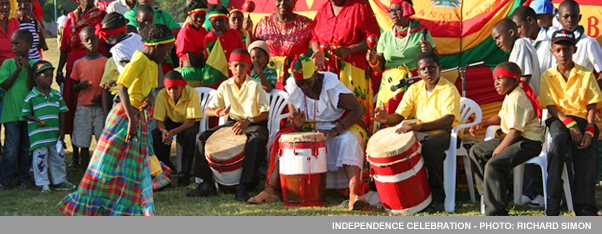 INDEPENDENCE CELEBRATION - PHOTO: RICHARD SIMON